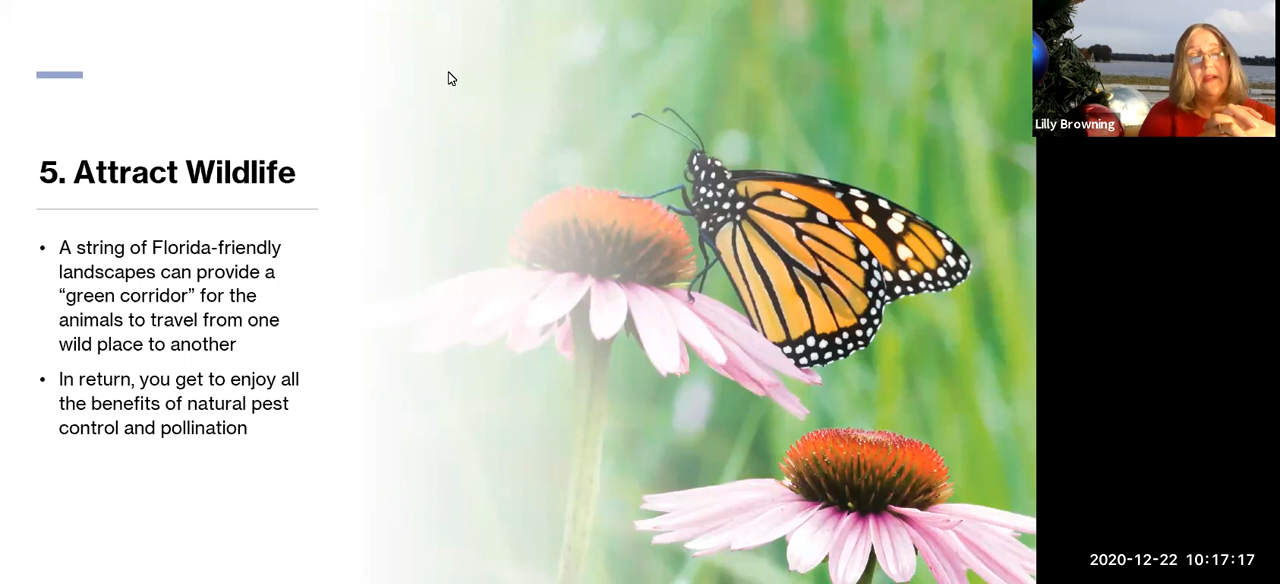 5. Attract Wildlife
• A string of Florida-friendly
landscapes can provide a
“green corridor” for the
animals to travel from one
wild place to another
• In return, you get to enjoy all
the benefits of natural pest
control and pollination
Lilly Browning
2020-12-22 10:17:17